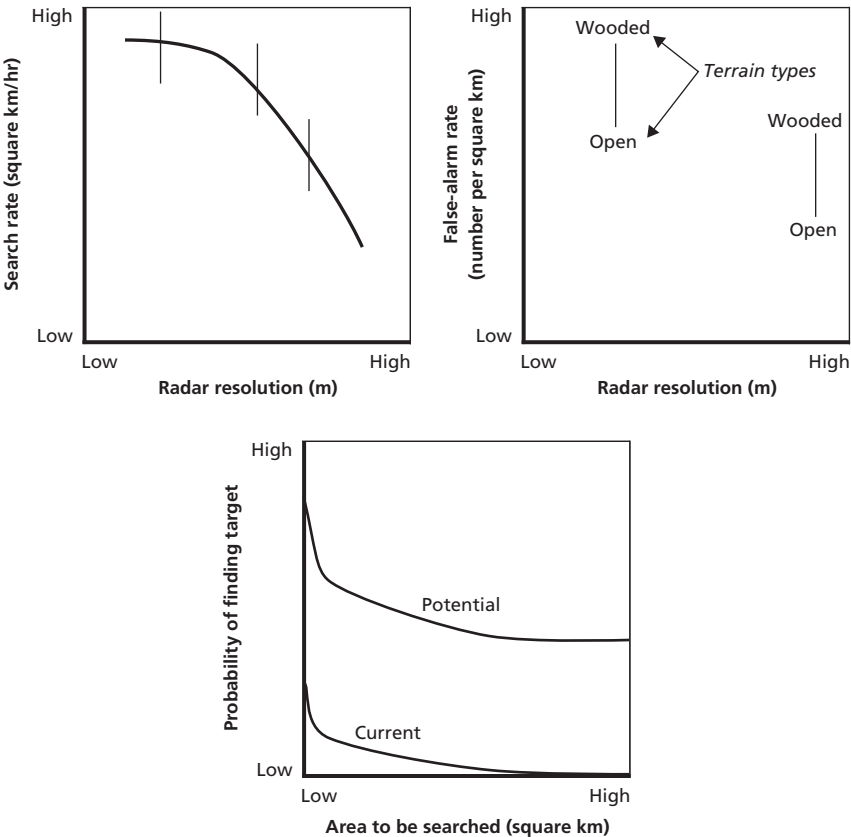 High
Search rate (square km/hr)
Low
Low
High
Radar resolution (m)
High
False-alarm rate
(number per square km)
Wooded
Terrain types
Open
Wooded
Open
Low
Low
High
Radar resolution (m)
High
Probability of finding target
Potential
Current
Low
Low
High
Area to be searched (square km)